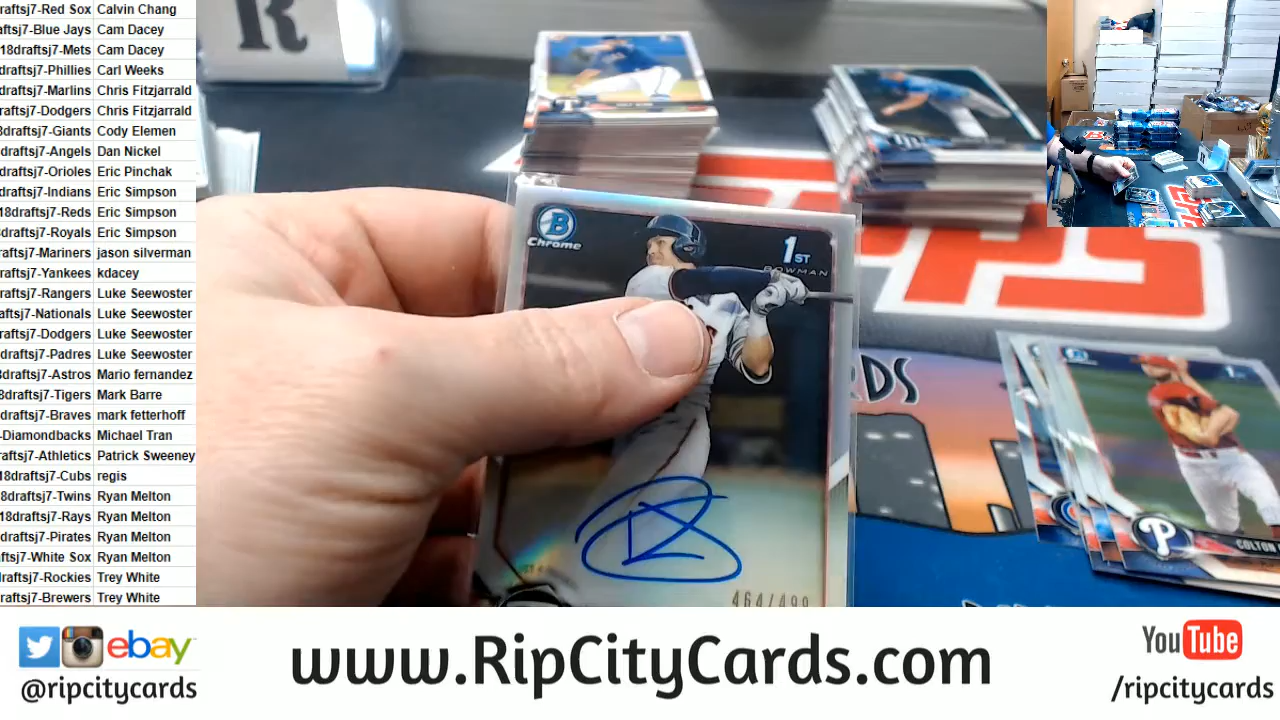 raftsj7-Red Sox Calvin Chang
aftsj7-Blue Jays Cam Dacey
18draftsj7-Mets Cam Dacey
draftsj7-Phillies Carl Weeks
draftsj7-Marlins Chris Fitzjarrald
draftsj7-Dodgers Chris Fitzjarrald
8draftsj7-Giants Cody Elemen
draftsj7-Angels Dan Nickel
draftsj7-Orioles Eric Pinchak
draftsj7-Indians Eric Simpson
18draftsj7-Reds Eric Simpson
8draftsj7-Royals Eric Simpson
draftsj7-Mariners jason silverman
raftsj7-Yankees kdacey
draftsj7-Rangers Luke Seewoster
aftsj7-Nationals Luke Seewoster
draftsj7-Dodgers Luke Seewoster
draftsj7-Padres Luke Seewoster
8draftsj7-Astros Mario fernandez
8draftsj7-Tigers Mark Barre
draftsj7-Braves mark fetterhoff
-Diamondbacks Michael Tran
raftsj7-Athletics Patrick Sweeney
18draftsj7-Cubs regis
8draftsj7-Twins Ryan Melton
18draftsj7-Rays Ryan Melton
draftsj7-Pirates Ryan Melton
ftsj7-White Sox Ryan Melton
raftsj7-Rockies Trey White
draftsj7-Brewers Trey White
R
B
Chrome
1ST
BOWMAN
464/499
RDS
P
COLTON
ebay
@ripcitycards
www.RipCityCards.com
YouTube
/ripcitycards